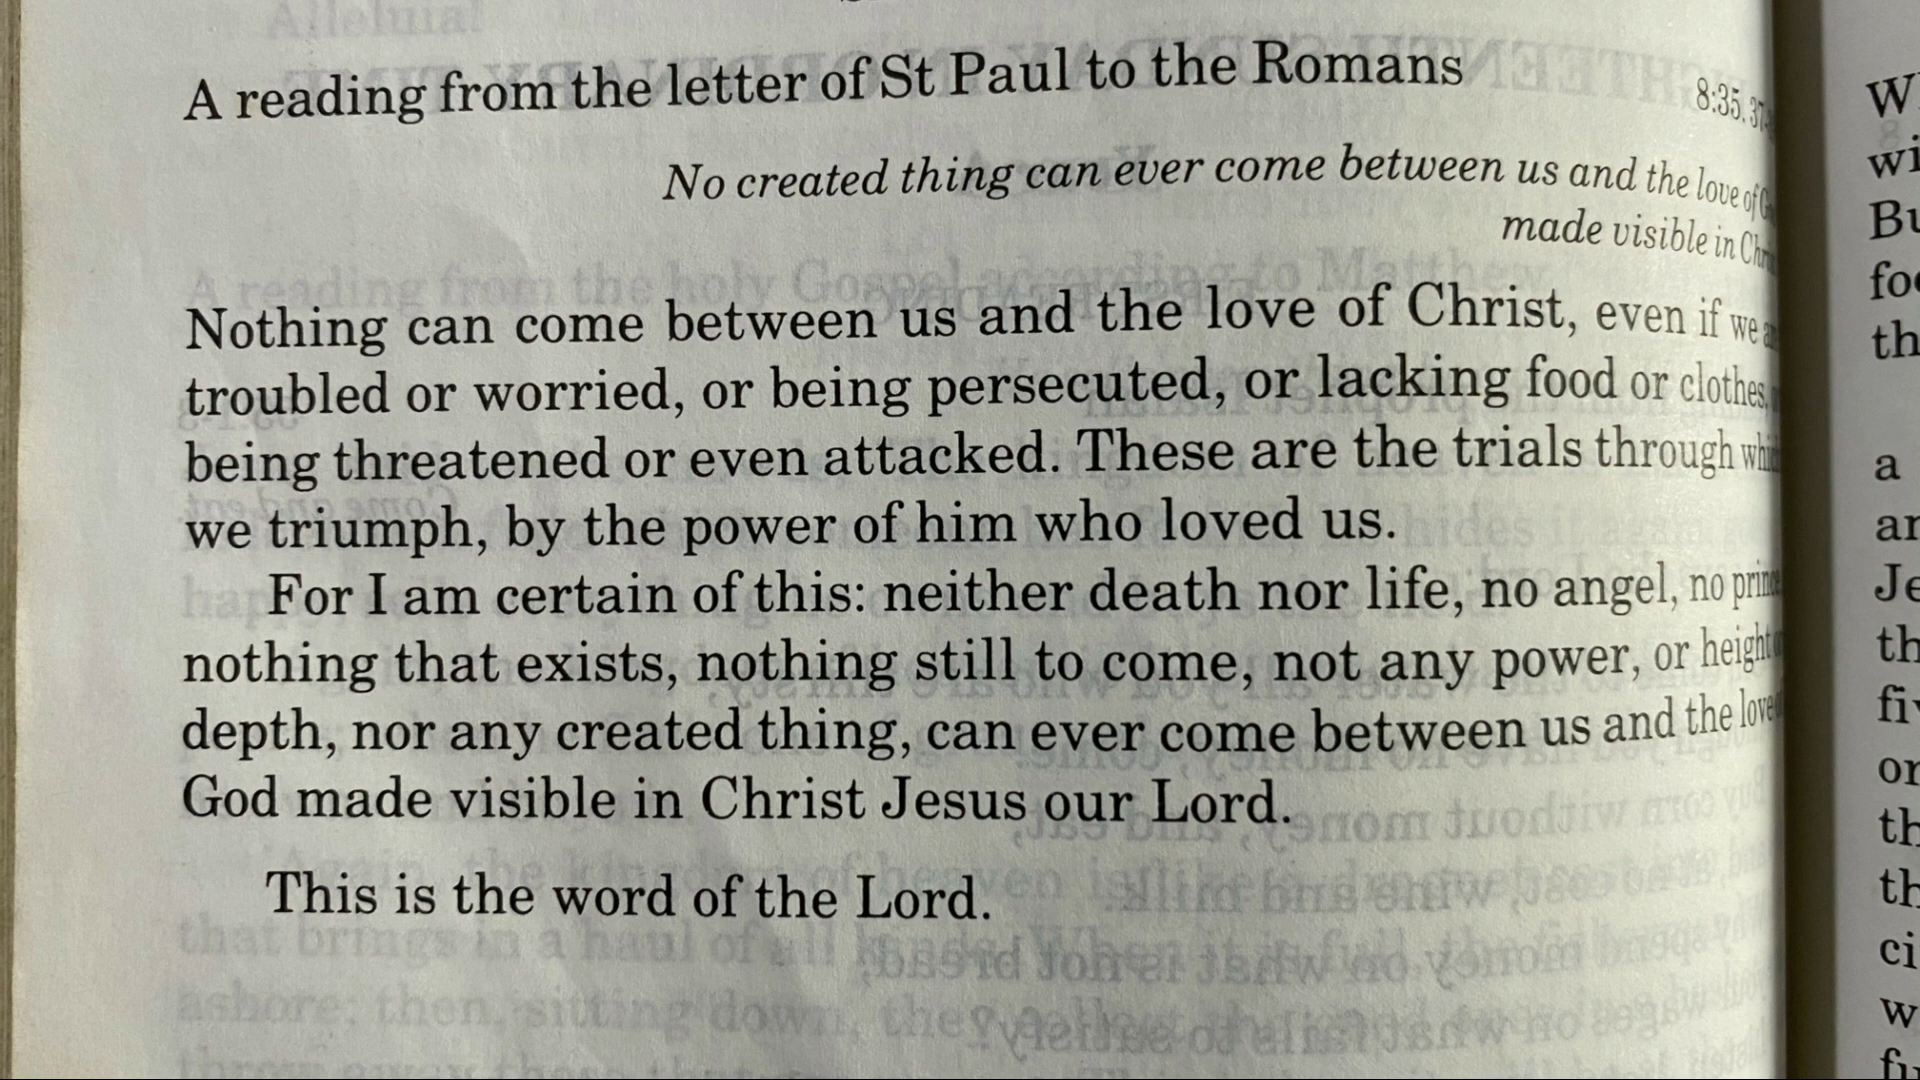 A reading from the letter of St Paul to the Romans
8:35. 37-
No created thing can ever come between us and the love of
made visible in
Nothing can come between us and the love of Christ, even if we
troubled or worried, or being persecuted, or lacking food or clothes,
being threatened or even attacked. These are the trials through
we triumph, by the power of him who loved us.
For I am certain of this: neither death nor life, no angel, no
nothing that exists, nothing still to come, not any power, or height
depth, nor any created thing, can ever come between us and the love
God made visible in Christ Jesus our Lord.
This is the word of the Lord.